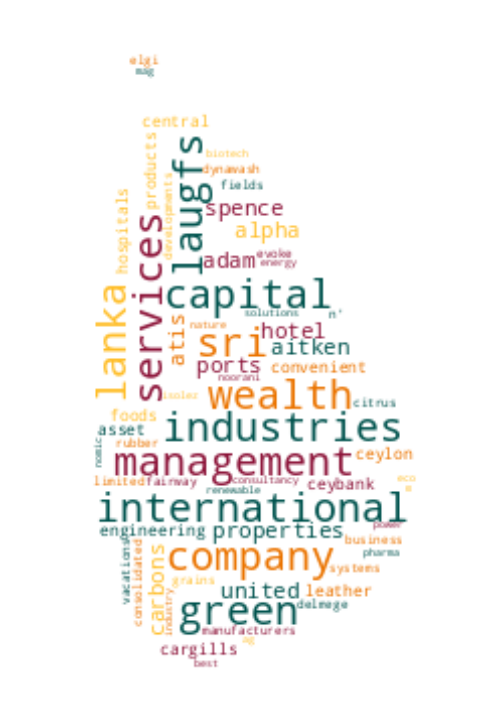 elgi
mag
central
laugfs
products
biotech
dynawash
developments
fields
hospitals
spence
services
alpha
adam
evoke
energy
capital
lanka
solutions
n'
atis
nature
sri
hotel
aitken
ports
convenient
noorani
isolez
wealth
citrus
foods
industries
asset
rubber
nomic
management
ceylon
limited
fairway
consultancy
ceybank
renewable
eco
e
international
power
engineering
properties
business
vacations
consolidated
carbons
company
pharma
systems
grains
industry
united
leather
green
delmege
manufacturers
ag
cargills
best